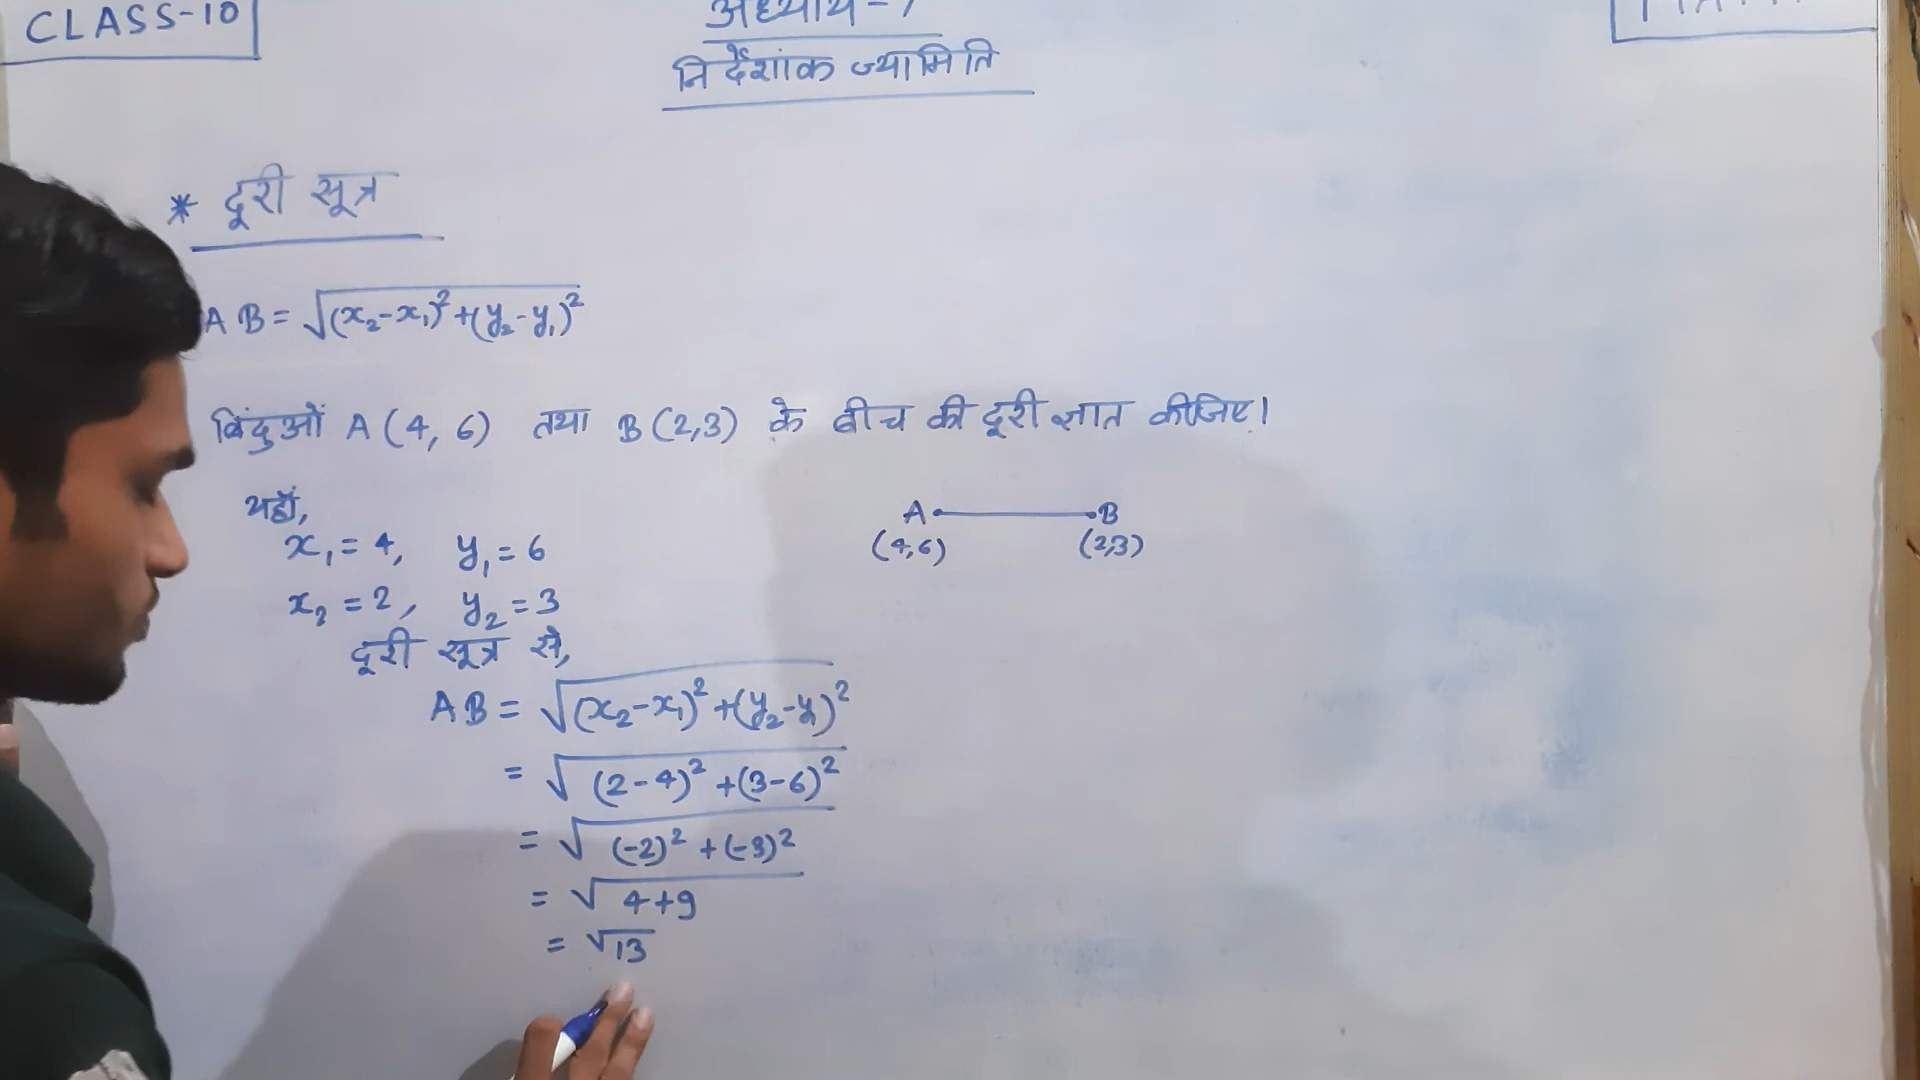 CLASS-10
अध्याय-7
निर्देशांक ज्यामिति
* दूरी सूत्र
AB = √(x₂-x₁)²+(y₂-y₁)²
बिंदुओं A(4, 6) तथा B(2,3) के बीच की दूरी ज्ञात कीजिए।
यहाँ,
x₁ = 4, y₁ = 6
x₂ = 2, y₂ = 3
A B
(4,6) (2,3)
दूरी सूत्र से,
AB = √(x₂-x₁)²+(y₂-y₁)²
= √(2-4)²+(3-6)²
= √(-2)²+(-3)²
= √4+9
= √13